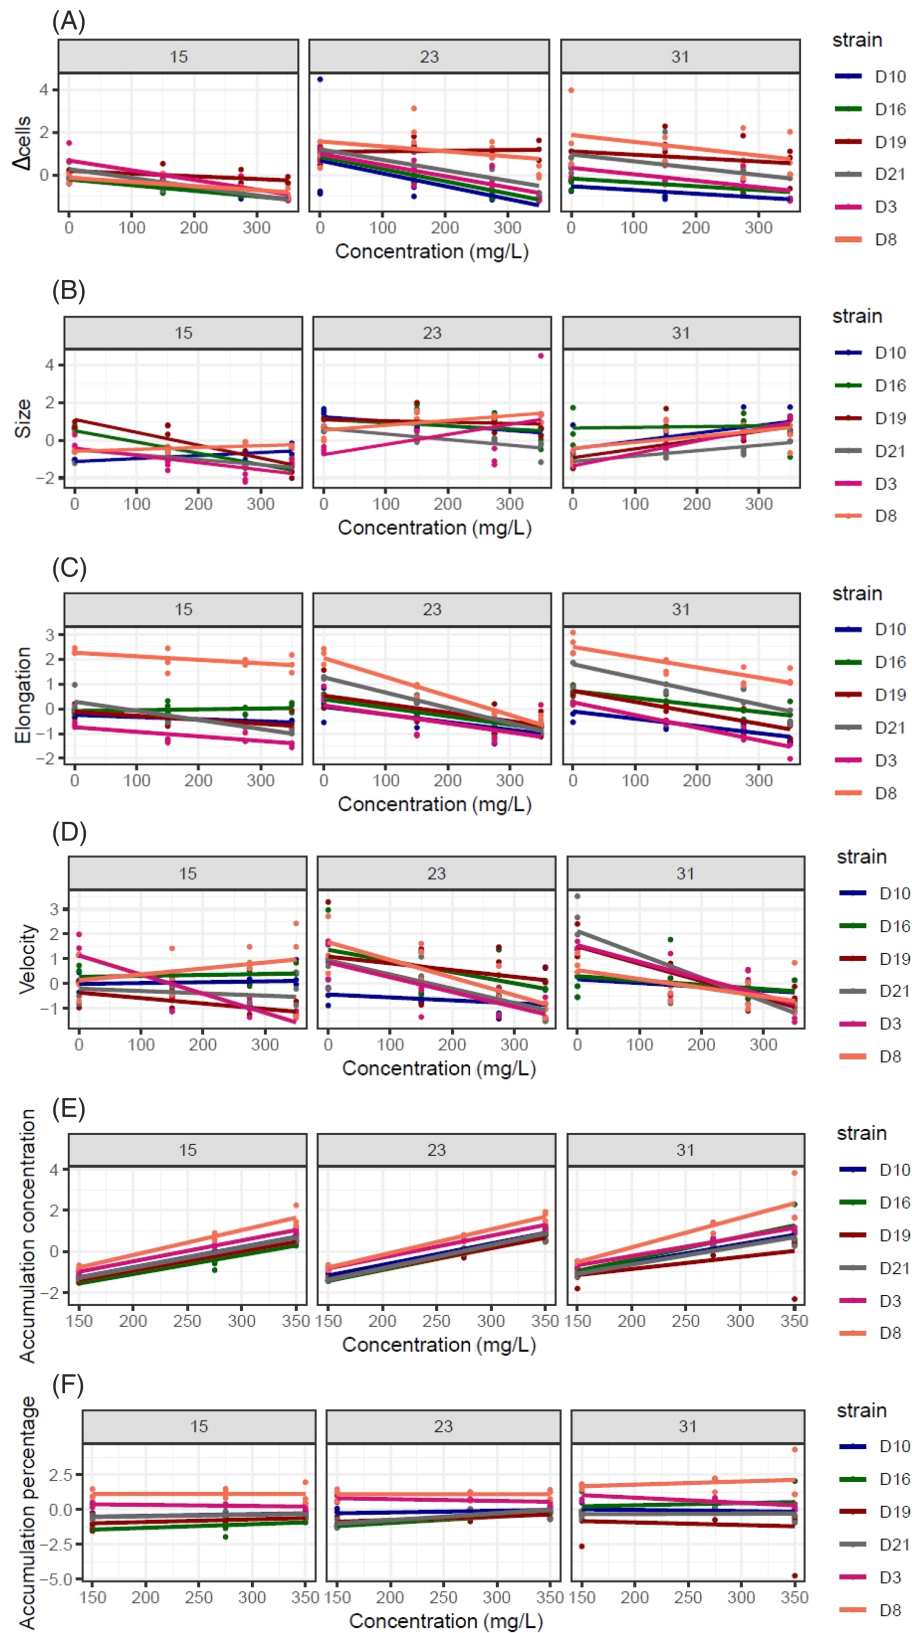 (A)
15 23 31
Δcells
4
2
0
0 100 200 300 0 100 200 300 0 100 200 300
Concentration (mg/L)
strain
D10
D16
D19
D21
D3
D8
(B)
15 23 31
Size
4
2
0
−2
0 100 200 300 0 100 200 300 0 100 200 300
Concentration (mg/L)
strain
D10
D16
D19
D21
D3
D8
(C)
15 23 31
Elongation
3
2
1
0
−1
−2
0 100 200 300 0 100 200 300 0 100 200 300
Concentration (mg/L)
strain
D10
D16
D19
D21
D3
D8
(D)
15 23 31
Velocity
3
2
1
0
−1
0 100 200 300 0 100 200 300 0 100 200 300
Concentration (mg/L)
strain
D10
D16
D19
D21
D3
D8
(E)
15 23 31
Accumulation concentration
4
2
0
−2
150 200 250 300 350 150 200 250 300 350 150 200 250 300 350
Concentration (mg/L)
strain
D10
D16
D19
D21
D3
D8
(F)
15 23 31
Accumulation percentage
2.5
0.0
−2.5
−5.0
150 200 250 300 350 150 200 250 300 350 150 200 250 300 350
Concentration (mg/L)
strain
D10
D16
D19
D21
D3
D8